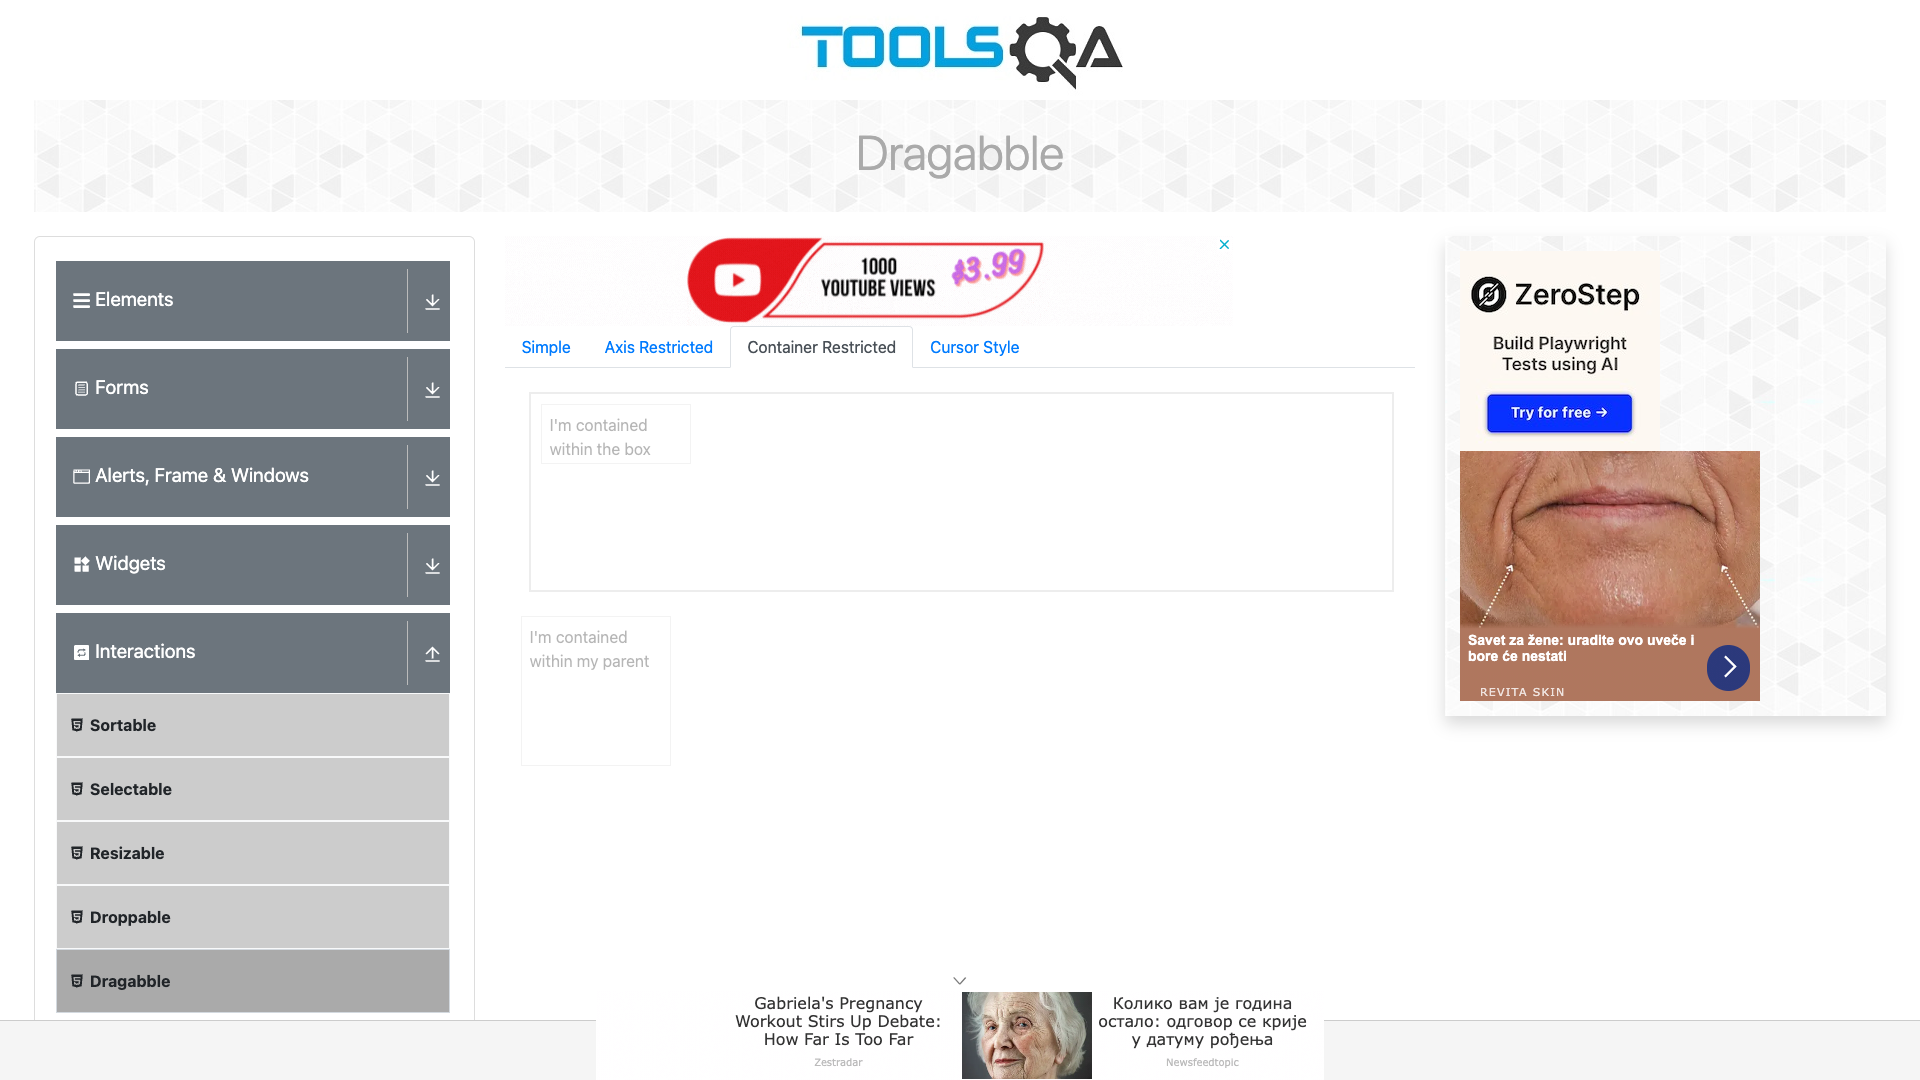 TOOLSQA
Dragabble
Elements
Forms
Alerts, Frame & Windows
Widgets
Interactions
Sortable
Selectable
Resizable
Droppable
Dragabble
1000
YOUTUBE VIEWS
$3.99
Simple
Axis Restricted
Container Restricted
Cursor Style
I'm contained
within the box
I'm contained
within my parent
ZeroStep
Build Playwright
Tests using AI
Try for free →
Savet za žene: uradite ovo uveče i
bore će nestati
REVITA SKIN
Gabriela's Pregnancy
Workout Stirs Up Debate:
How Far Is Too Far
Zestradar
Колико вам је година
остало: одговор се крије
у датуму рођења
Newsfeedtopic